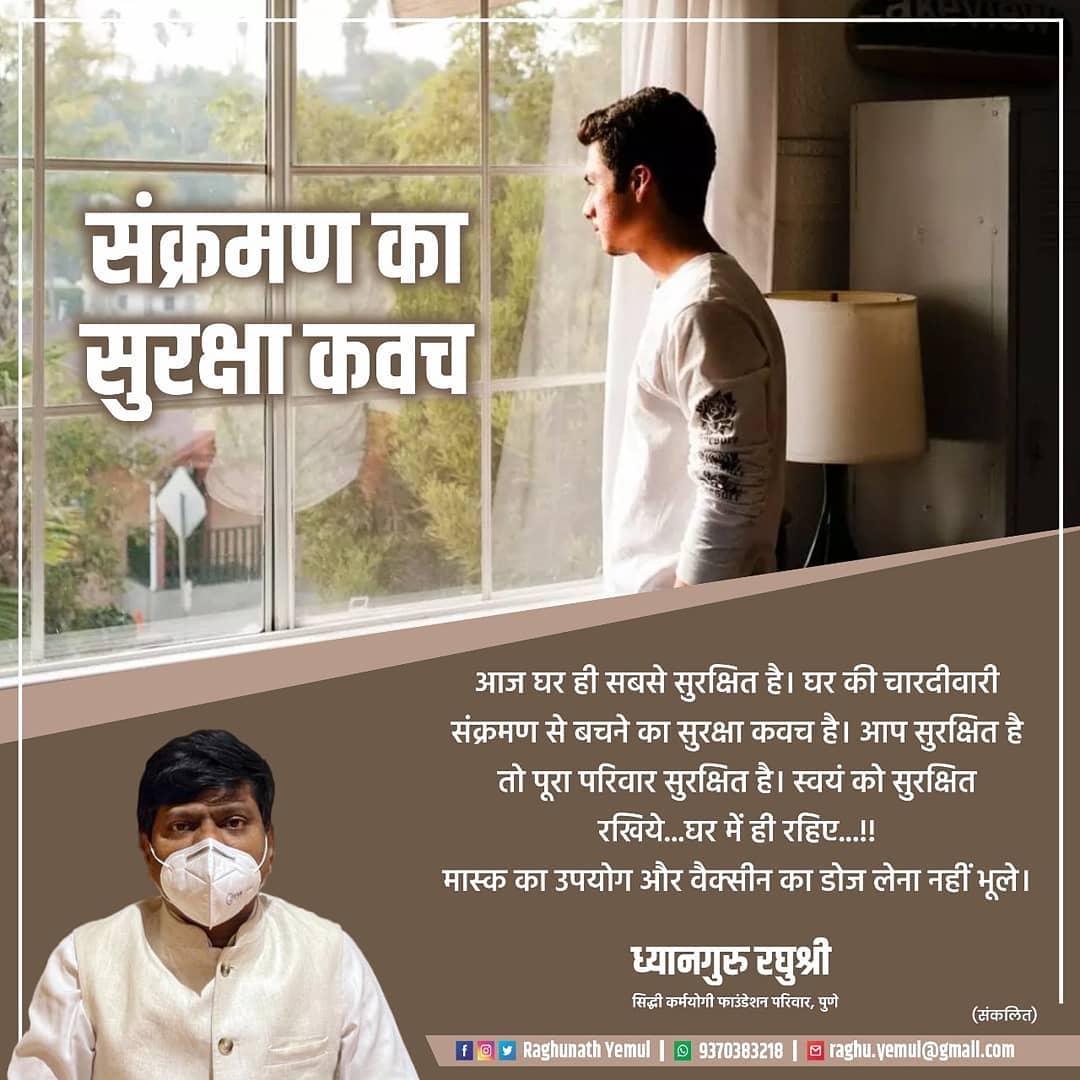 संक्रमण का
सुरक्षा कवच
आज घर ही सबसे सुरक्षित है। घर की चारदीवारी
संक्रमण से बचने का सुरक्षा कवच है। आप सुरक्षित है
तो पूरा परिवार सुरक्षित है। स्वयं को सुरक्षित
रखिये...घर में ही रहिए...!!
मास्क का उपयोग और वैक्सीन का डोज लेना नहीं भूले।
ध्यानगुरु रघुश्री
सिद्धी कर्मयोगी फाउंडेशन परिवार, पुणे
(संकलित)
Raghunath Yemul | 9370383218 | raghu.yemul@gmail.com